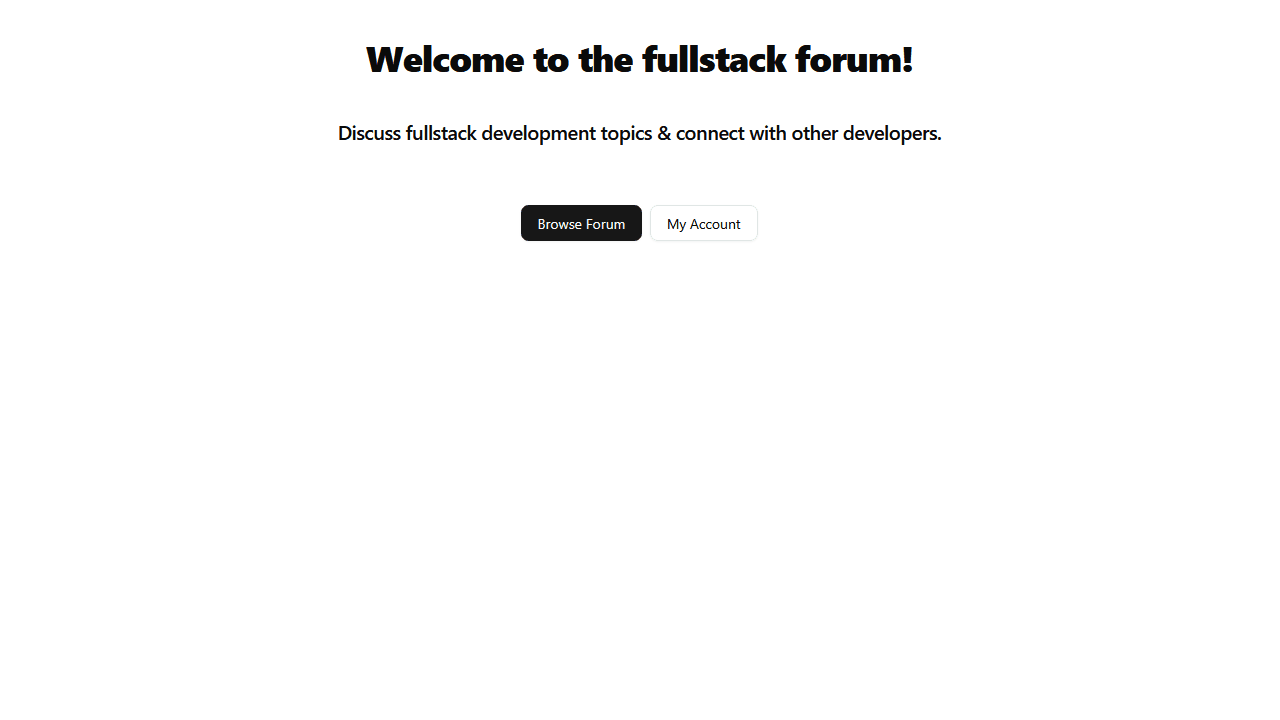 Welcome to the fullstack forum!
Discuss fullstack development topics & connect with other developers.
Browse Forum
My Account